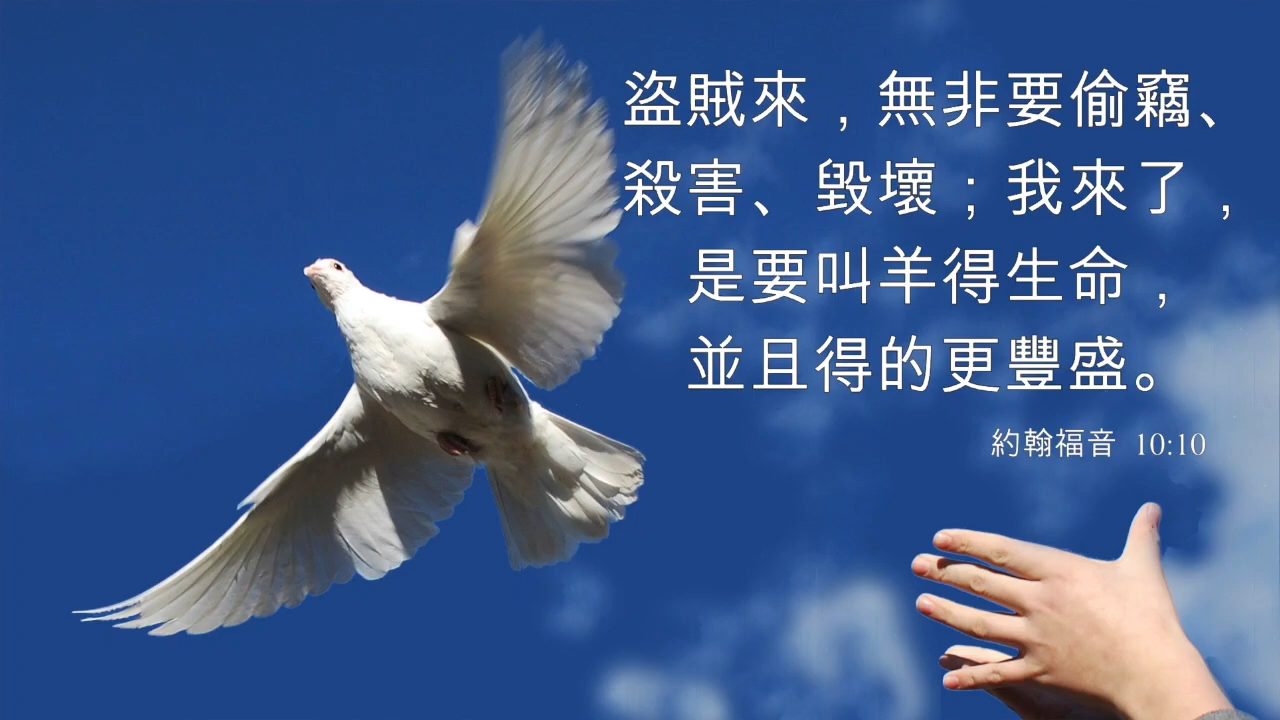 盜賊來，無非要偷竊、
殺害、毀壞；我來了，
是要叫羊得生命，
並且得的更豐盛。
約翰福音 10:10